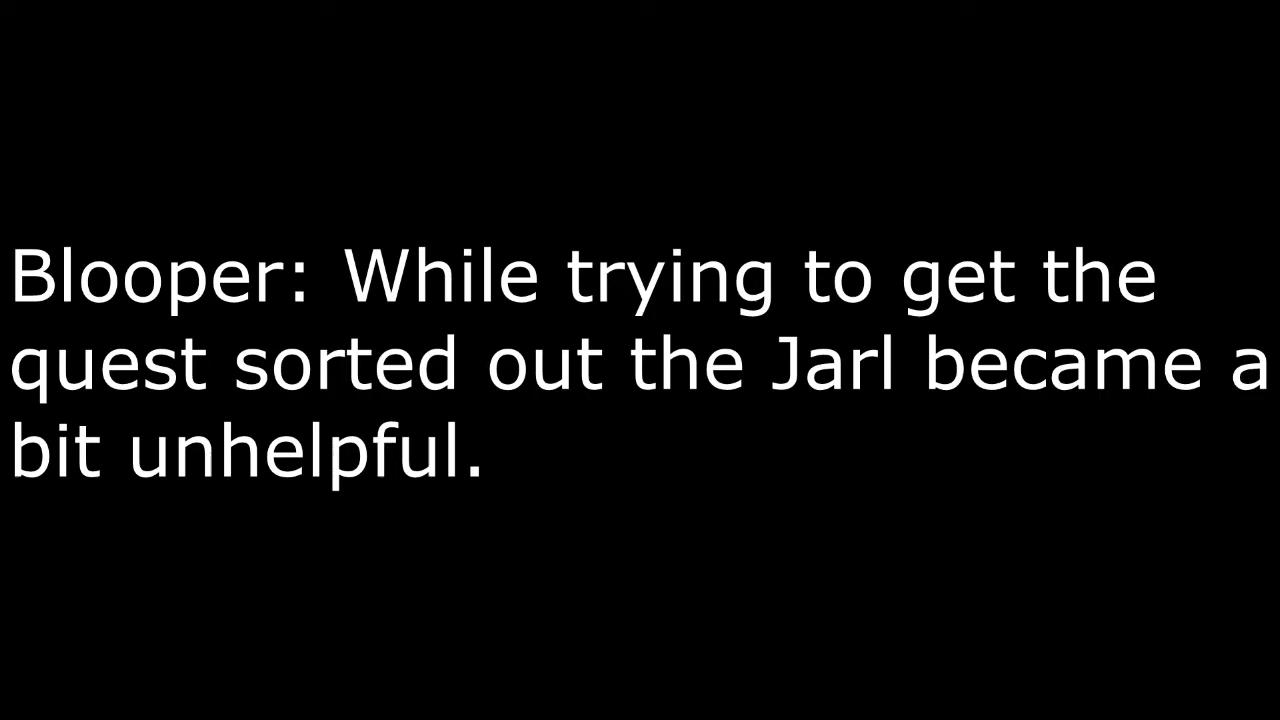 Blooper: While trying to get the
quest sorted out the Jarl became a
bit unhelpful.